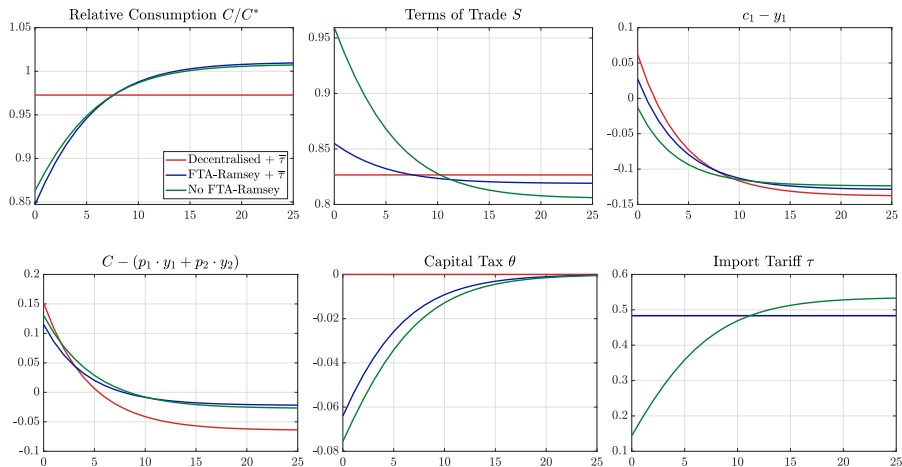 Relative Consumption C/C*
1.05
1
0.95
0.9
0.85
0 5 10 15 20 25
Decentralised + τ̅
FTA-Ramsey + τ̅
No FTA-Ramsey
Terms of Trade S
0.95
0.9
0.85
0.8
0 5 10 15 20 25
c₁ − y₁
0.1
0.05
0
-0.05
-0.1
-0.15
0 5 10 15 20 25
C − (p₁ · y₁ + p₂ · y₂)
0.2
0.15
0.1
0.05
0
-0.05
-0.1
0 5 10 15 20 25
Capital Tax θ
0
-0.02
-0.04
-0.06
-0.08
0 5 10 15 20 25
Import Tariff τ
0.6
0.5
0.4
0.3
0.2
0.1
0 5 10 15 20 25